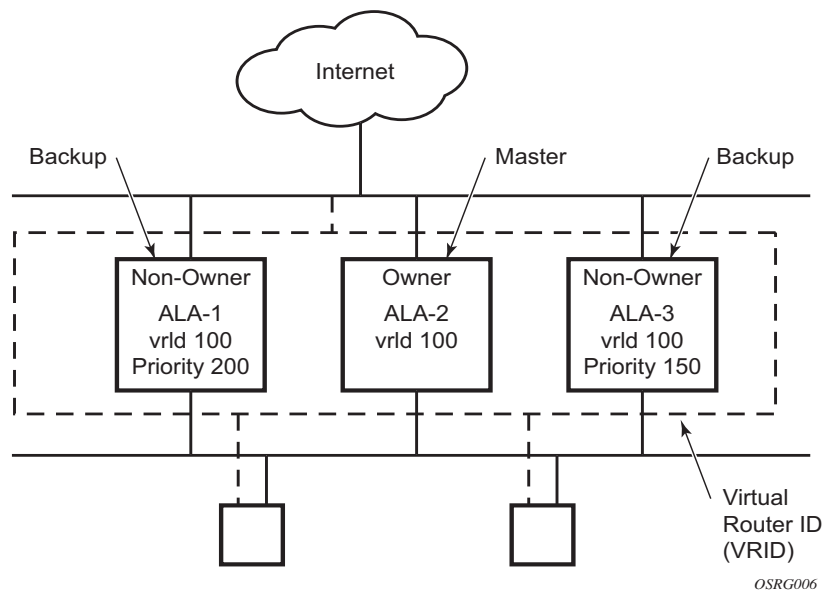 Internet
Backup
Master
Backup
Non-Owner
ALA-1
vrld 100
Priority 200
Owner
ALA-2
vrld 100
Non-Owner
ALA-3
vrld 100
Priority 150
Virtual
Router ID
(VRID)
OSRG006